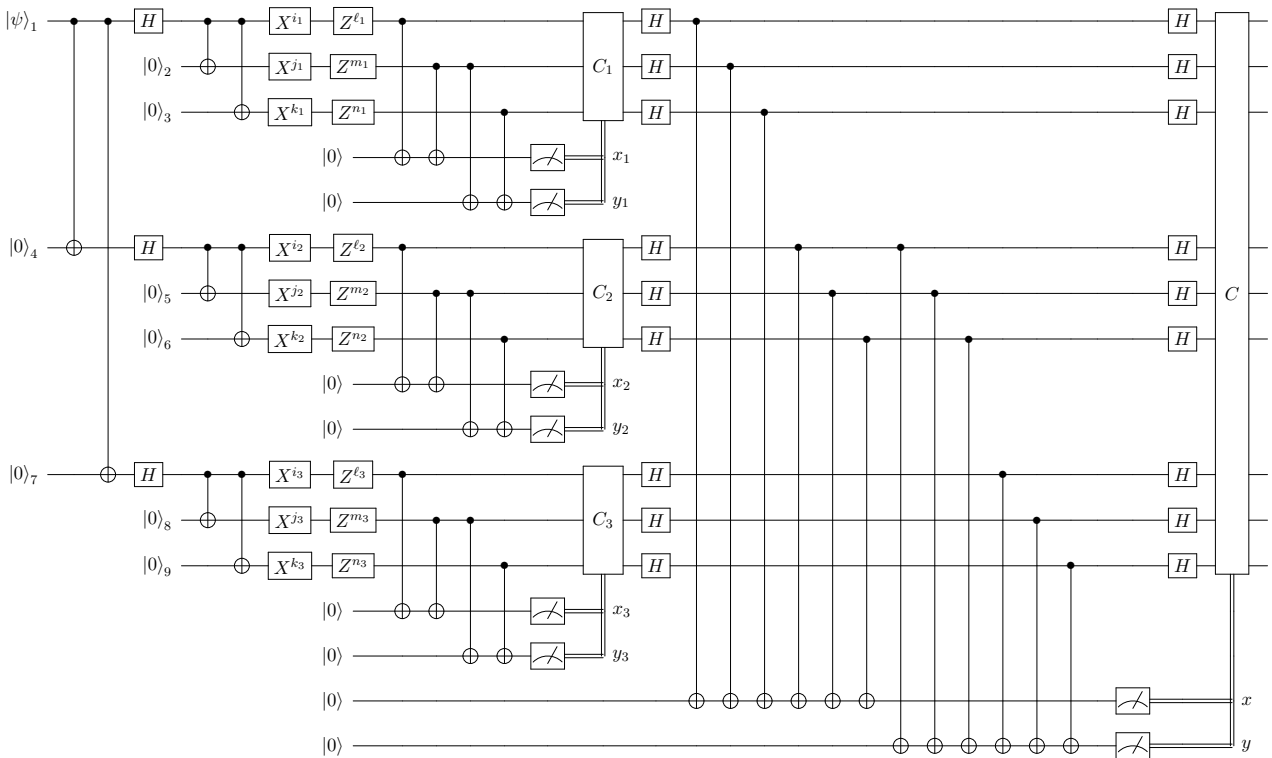 |ψ⟩₁ H X^{i₁} Z^{ℓ₁} C₁ H H
|0⟩₂ X^{j₁} Z^{m₁} H H
|0⟩₃ X^{k₁} Z^{n₁} H H
|0⟩ x₁
|0⟩ y₁
|0⟩₄ H X^{i₂} Z^{ℓ₂} C₂ H H
|0⟩₅ X^{j₂} Z^{m₂} H H C
|0⟩₆ X^{k₂} Z^{n₂} H H
|0⟩ x₂
|0⟩ y₂
|0⟩₇ H X^{i₃} Z^{ℓ₃} C₃ H H
|0⟩₈ X^{j₃} Z^{m₃} H H
|0⟩₉ X^{k₃} Z^{n₃} H H
|0⟩ x₃
|0⟩ y₃
|0⟩ x
|0⟩ y